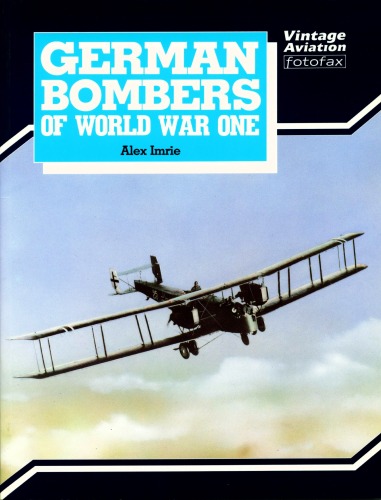 GERMAN
BOMBERS
OF WORLD WAR ONE
Alex Imrie
Vintage
Aviation
fotofax